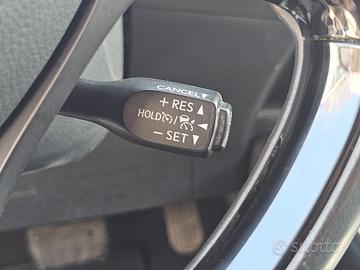 CANCEL▼
+ RES ▲
HOLD / ◄
− SET ▼
subito